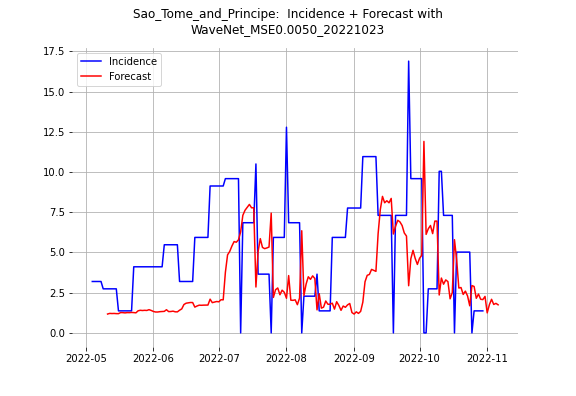 Sao_Tome_and_Principe:  Incidence + Forecast with
WaveNet_MSE0.0050_20221023
Incidence
Forecast
17.5
15.0
12.5
10.0
7.5
5.0
2.5
0.0
2022-05 2022-06 2022-07 2022-08 2022-09 2022-10 2022-11